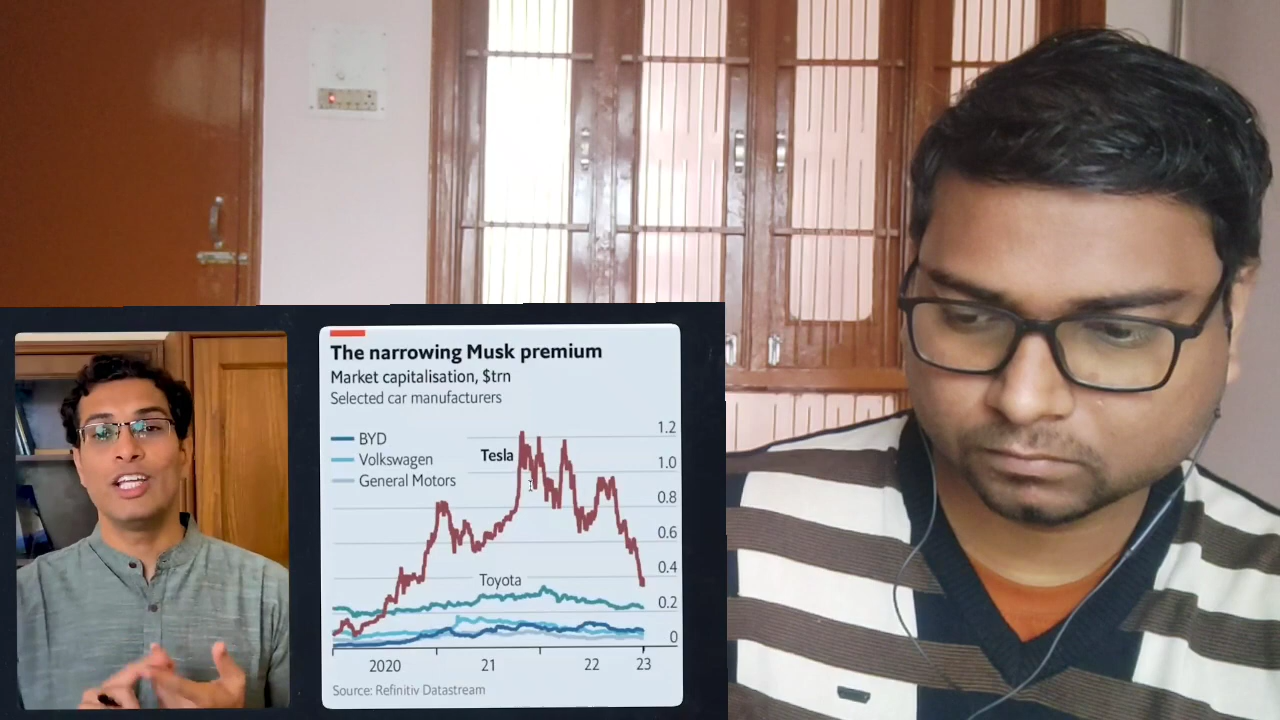 The narrowing Musk premium
Market capitalisation, $trn
Selected car manufacturers
BYD
Volkswagen
General Motors
Tesla
Toyota
1.2
1.0
0.8
0.6
0.4
0.2
0
2020 21 22 23
Source: Refinitiv Datastream